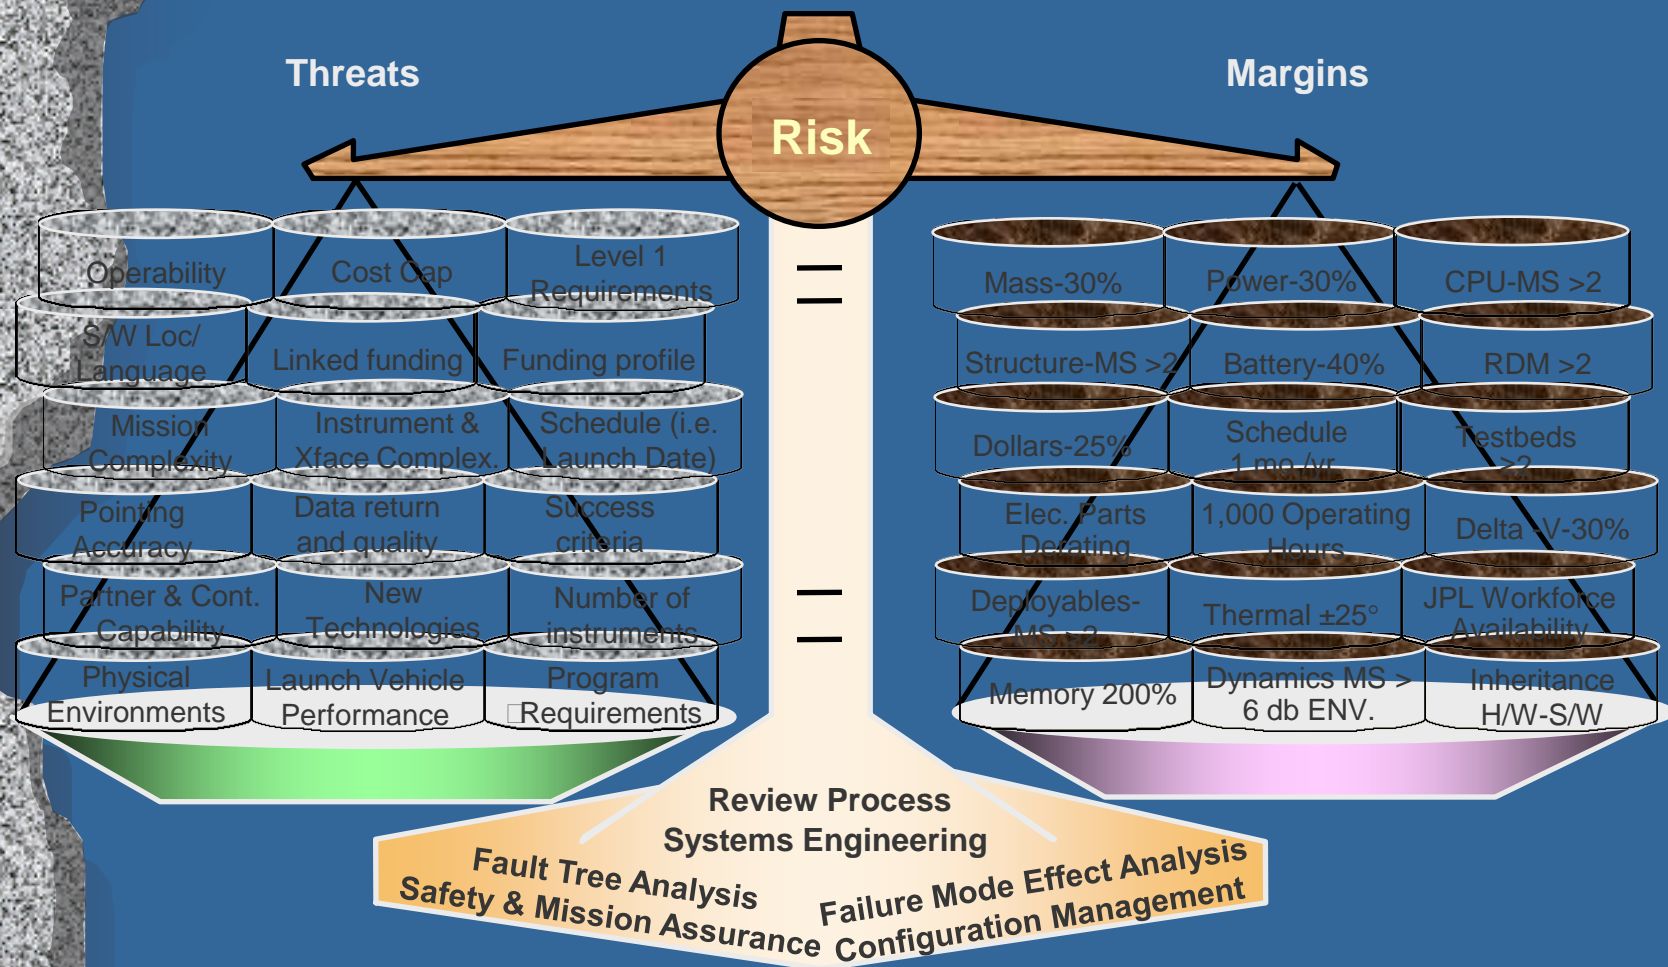 Threats
Margins
Risk
Operability
Cost Cap
Level 1
Requirements
S/W Loc/
Language
Linked funding
Funding profile
Mission
Complexity
Instrument &
Xface Complex.
Schedule (i.e.
Launch Date)
Pointing
Accuracy
Data return
and quality
Success
criteria
Partner & Cont.
Capability
New
Technologies
Number of
instruments
Physical
Environments
Launch Vehicle
Performance
Program
□Requirements
Mass-30%
Power-30%
CPU-MS >2
Structure-MS >2
Battery-40%
RDM >2
Dollars-25%
Schedule
1 mo./yr.
Testbeds
>2
Elec. Parts
Derating
1,000 Operating
Hours
Delta -V-30%
Deployables-
MS >2
Thermal ±25°
JPL Workforce
Availability
Memory 200%
Dynamics MS >
6 db ENV.
Inheritance
H/W-S/W
Review Process
Systems Engineering
Fault Tree Analysis
Safety & Mission Assurance
Failure Mode Effect Analysis
Configuration Management